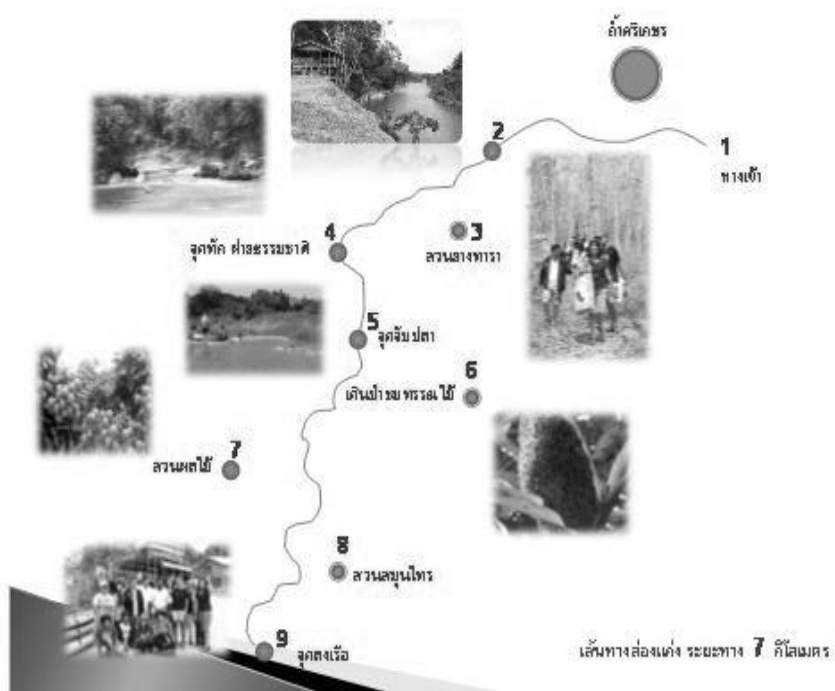 ถ้ำศรีเกษร
1
ทางเข้า
2
3
สวนยางทารา
4
จุดพัก ฝายธรรมชาติ
5
จุดจับปลา
6
เดินป่าชมพรรณไม้
7
สวนผลไม้
8
สวนสมุนไพร
9
จุดลงเรือ
เส้นทางล่องแก่ง ระยะทาง 7 กิโลเมตร